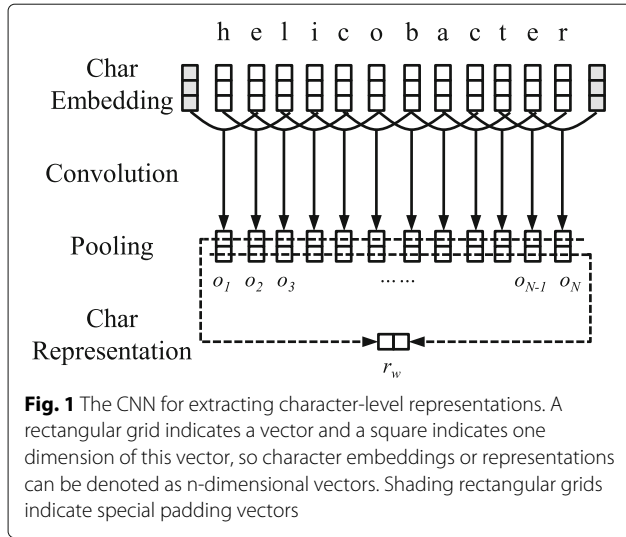 h e l i c o b a c t e r
Char
Embedding
Convolution
Pooling
o1 o2 o3 ...... oN-1 oN
Char
Representation
rw
Fig. 1 The CNN for extracting character-level representations. A
rectangular grid indicates a vector and a square indicates one
dimension of this vector, so character embeddings or representations
can be denoted as n-dimensional vectors. Shading rectangular grids
indicate special padding vectors